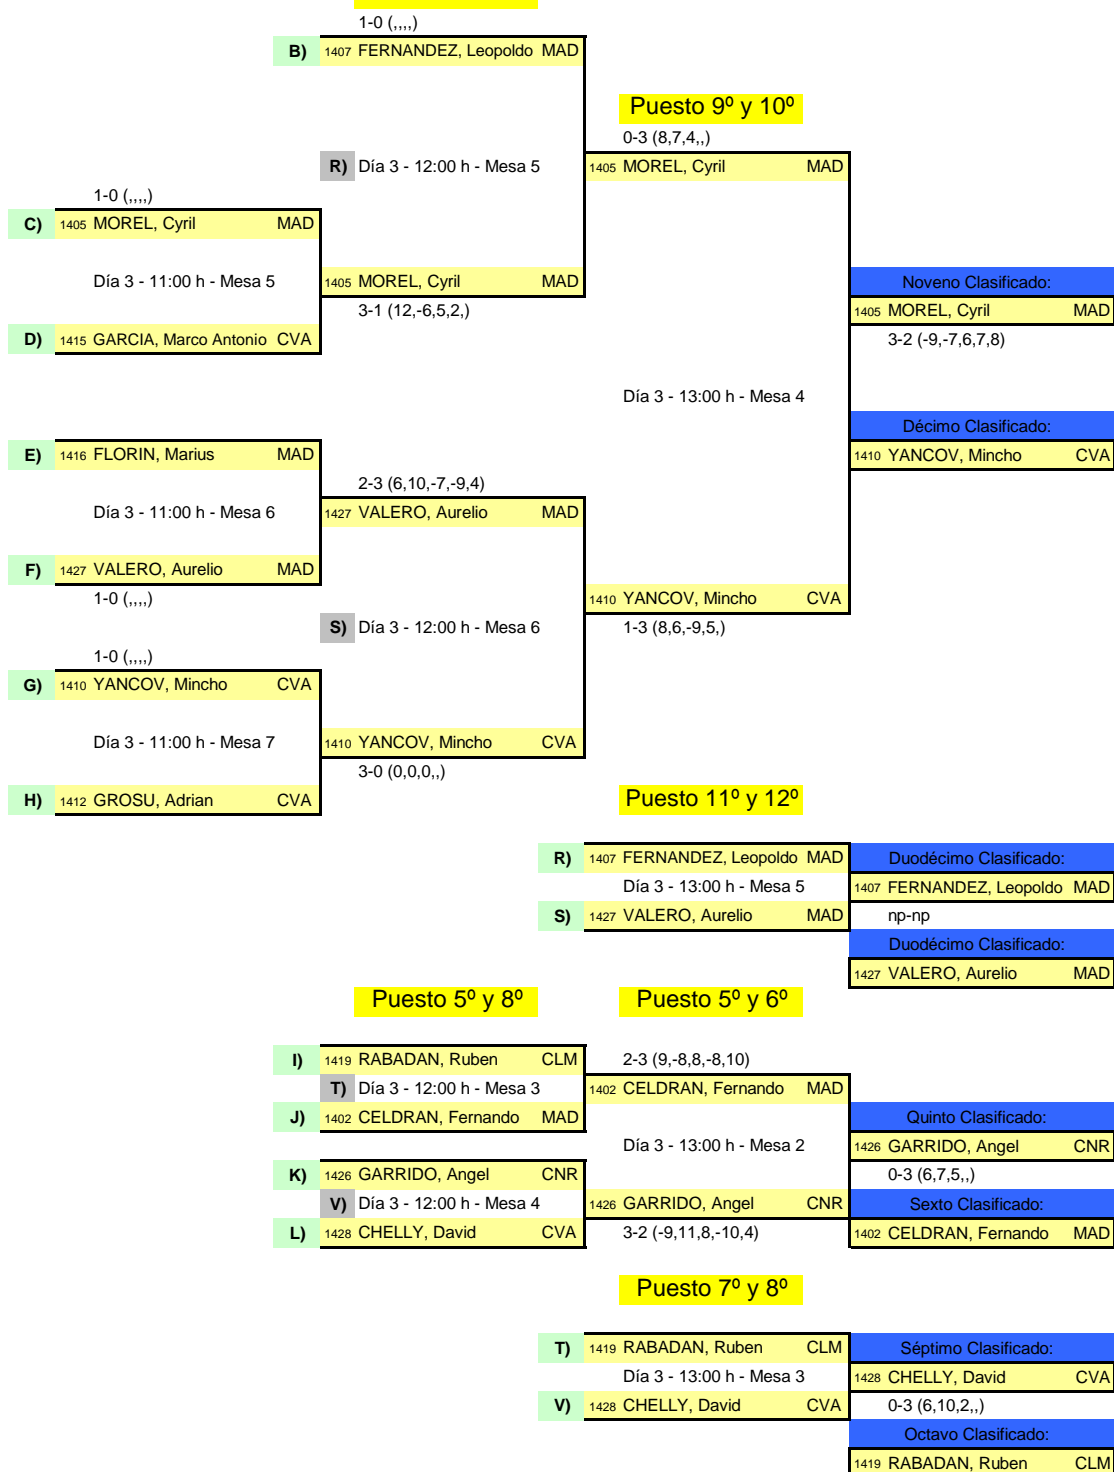 1-0 (,,,,)
B) 1407 FERNANDEZ, Leopoldo MAD
Puesto 9º y 10º
0-3 (8,7,4,,)
R) Día 3 - 12:00 h - Mesa 5 1405 MOREL, Cyril MAD
1-0 (,,,,)
C) 1405 MOREL, Cyril MAD
Día 3 - 11:00 h - Mesa 5 1405 MOREL, Cyril MAD Noveno Clasificado:
3-1 (12,-6,5,2,) 1405 MOREL, Cyril MAD
D) 1415 GARCIA, Marco Antonio CVA 3-2 (-9,-7,6,7,8)
Día 3 - 13:00 h - Mesa 4
Décimo Clasificado:
E) 1416 FLORIN, Marius MAD 1410 YANCOV, Mincho CVA
2-3 (6,10,-7,-9,4)
Día 3 - 11:00 h - Mesa 6 1427 VALERO, Aurelio MAD
F) 1427 VALERO, Aurelio MAD
1-0 (,,,,) 1410 YANCOV, Mincho CVA
S) Día 3 - 12:00 h - Mesa 6 1-3 (8,6,-9,5,)
1-0 (,,,,)
G) 1410 YANCOV, Mincho CVA
Día 3 - 11:00 h - Mesa 7 1410 YANCOV, Mincho CVA
3-0 (0,0,0,,)
H) 1412 GROSU, Adrian CVA Puesto 11º y 12º
R) 1407 FERNANDEZ, Leopoldo MAD Duodécimo Clasificado:
Día 3 - 13:00 h - Mesa 5 1407 FERNANDEZ, Leopoldo MAD
S) 1427 VALERO, Aurelio MAD np-np
Duodécimo Clasificado:
1427 VALERO, Aurelio MAD
Puesto 5º y 8º Puesto 5º y 6º
I) 1419 RABADAN, Ruben CLM 2-3 (9,-8,8,-8,10)
T) Día 3 - 12:00 h - Mesa 3 1402 CELDRAN, Fernando MAD
J) 1402 CELDRAN, Fernando MAD Quinto Clasificado:
Día 3 - 13:00 h - Mesa 2 1426 GARRIDO, Angel CNR
K) 1426 GARRIDO, Angel CNR 0-3 (6,7,5,,)
V) Día 3 - 12:00 h - Mesa 4 1426 GARRIDO, Angel CNR Sexto Clasificado:
L) 1428 CHELLY, David CVA 3-2 (-9,11,8,-10,4) 1402 CELDRAN, Fernando MAD
Puesto 7º y 8º
T) 1419 RABADAN, Ruben CLM Séptimo Clasificado:
Día 3 - 13:00 h - Mesa 3 1428 CHELLY, David CVA
V) 1428 CHELLY, David CVA 0-3 (6,10,2,,)
Octavo Clasificado:
1419 RABADAN, Ruben CLM